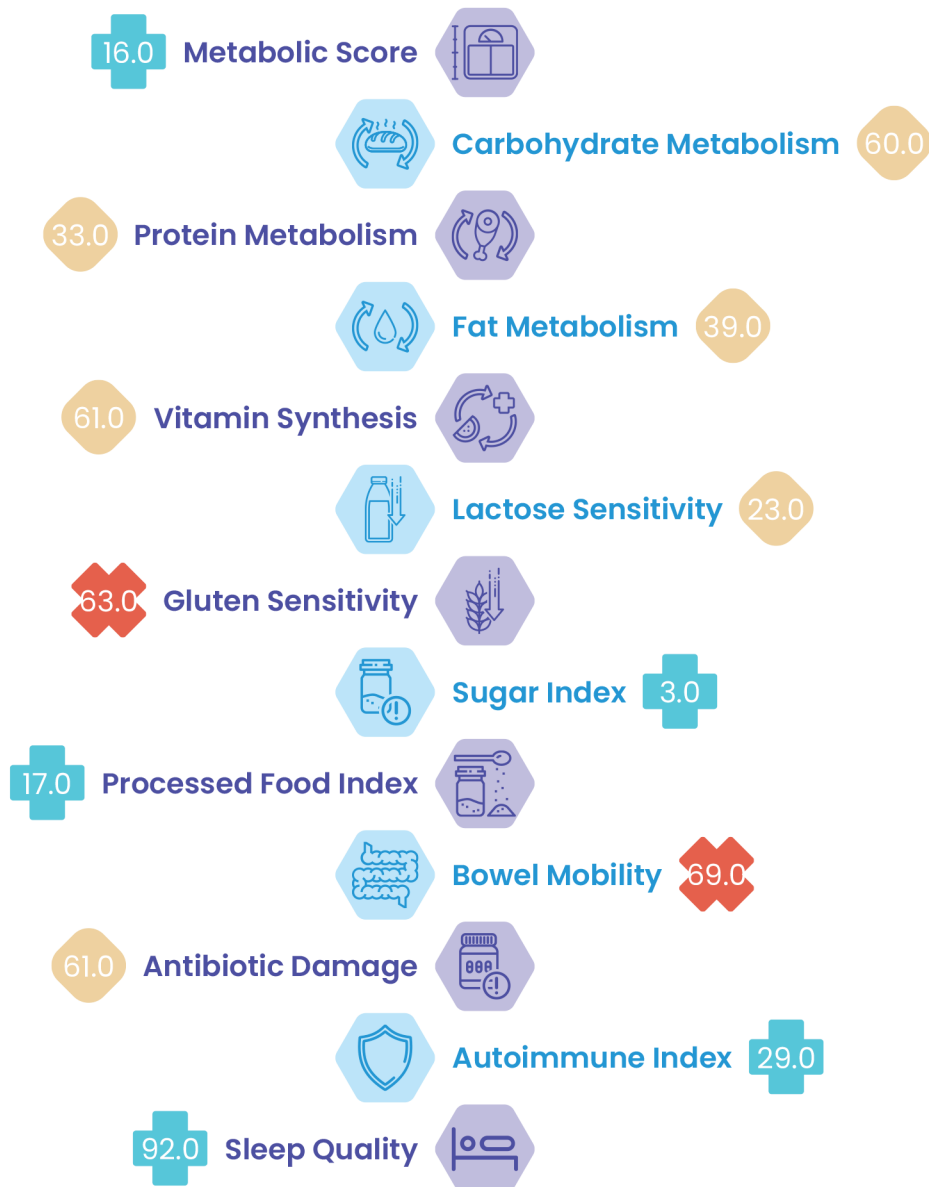 16.0 Metabolic Score
Carbohydrate Metabolism 60.0
33.0 Protein Metabolism
Fat Metabolism 39.0
61.0 Vitamin Synthesis
Lactose Sensitivity 23.0
63.0 Gluten Sensitivity
Sugar Index 3.0
17.0 Processed Food Index
Bowel Mobility 69.0
61.0 Antibiotic Damage
Autoimmune Index 29.0
92.0 Sleep Quality